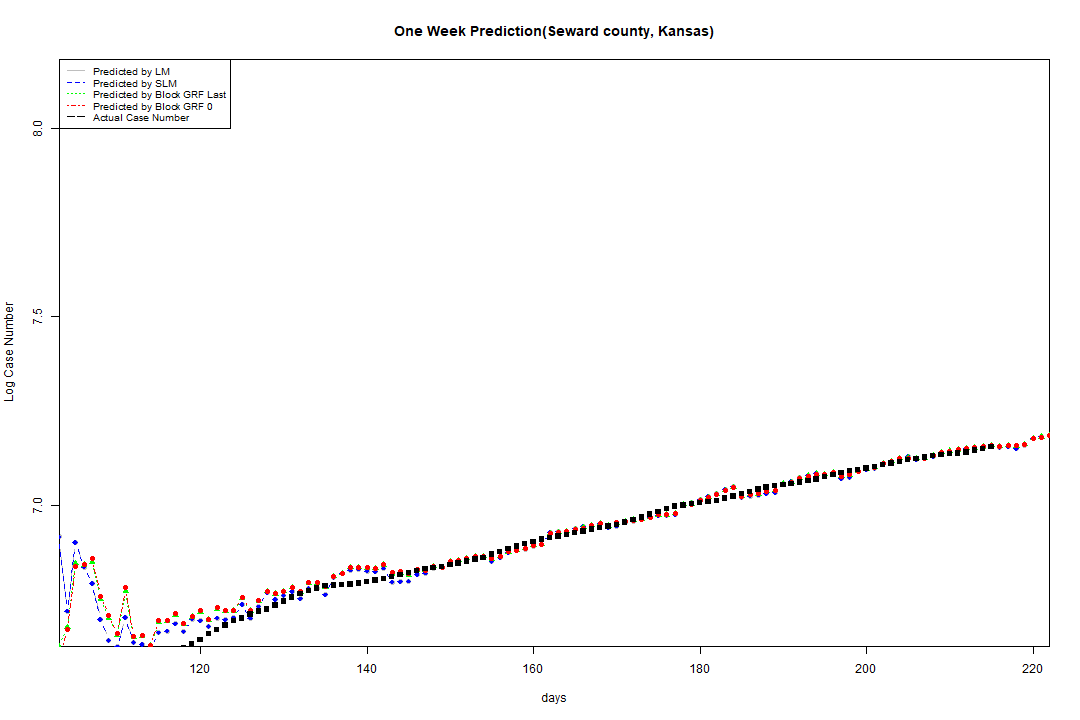 One Week Prediction(Seward county, Kansas)
Predicted by LM
Predicted by SLM
Predicted by Block GRF Last
Predicted by Block GRF 0
Actual Case Number
Log Case Number
8.0
7.5
7.0
120 140 160 180 200 220
days